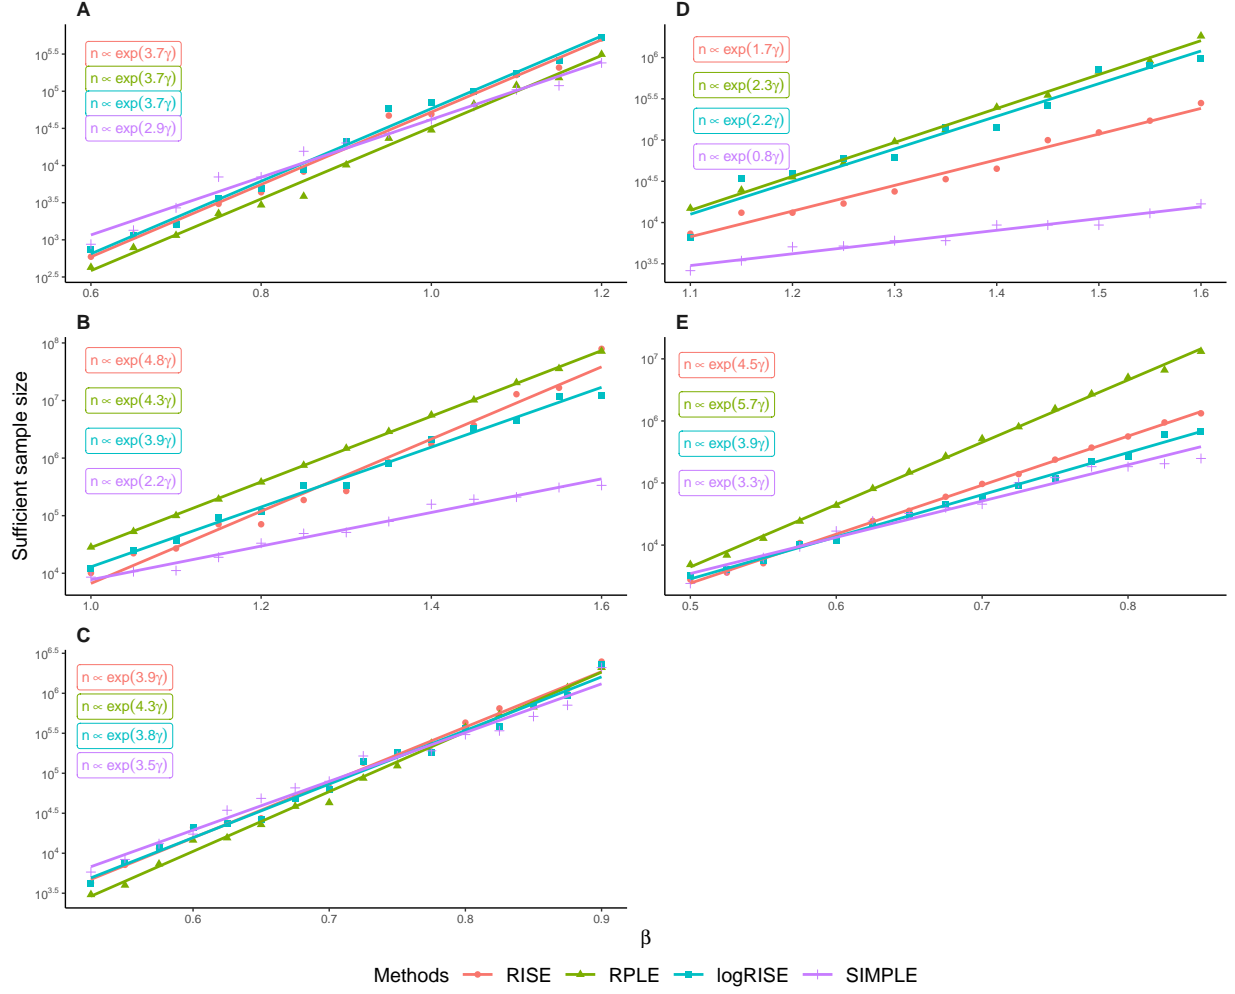 A
n ∝ exp(3.7γ)
n ∝ exp(3.7γ)
n ∝ exp(3.7γ)
n ∝ exp(2.9γ)
10^5.5
10^5
10^4.5
10^4
10^3.5
10^3
10^2.5
0.6 0.8 1.0 1.2
D
n ∝ exp(1.7γ)
n ∝ exp(2.3γ)
n ∝ exp(2.2γ)
n ∝ exp(0.8γ)
10^6
10^5.5
10^5
10^4.5
10^4
10^3.5
1.1 1.2 1.3 1.4 1.5 1.6
B
n ∝ exp(4.8γ)
n ∝ exp(4.3γ)
n ∝ exp(3.9γ)
n ∝ exp(2.2γ)
10^8
10^7
10^6
10^5
10^4
1.0 1.2 1.4 1.6
E
n ∝ exp(4.5γ)
n ∝ exp(5.7γ)
n ∝ exp(3.9γ)
n ∝ exp(3.3γ)
10^7
10^6
10^5
10^4
0.5 0.6 0.7 0.8
C
n ∝ exp(3.9γ)
n ∝ exp(4.3γ)
n ∝ exp(3.8γ)
n ∝ exp(3.5γ)
10^6.5
10^6
10^5.5
10^5
10^4.5
10^4
10^3.5
0.6 0.7 0.8 0.9
Sufficient sample size
β
Methods RISE RPLE logRISE SIMPLE